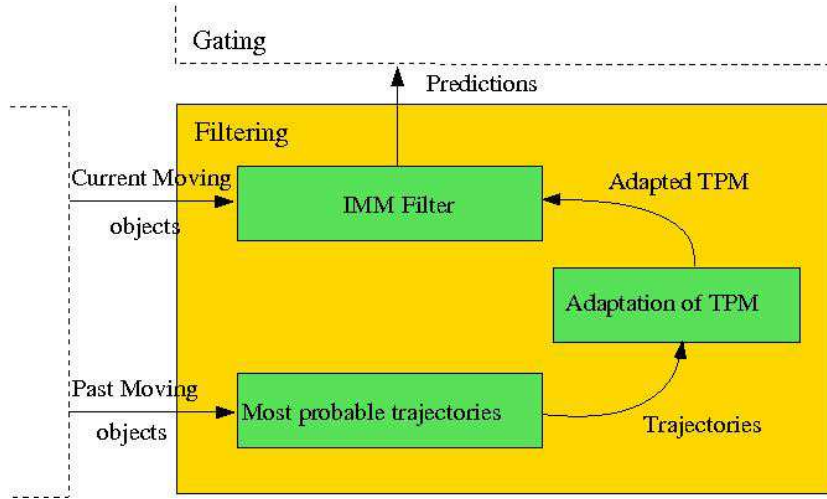 Gating
Predictions
Filtering
Current Moving
objects
IMM Filter
Adapted TPM
Adaptation of TPM
Past Moving
objects
Most probable trajectories
Trajectories